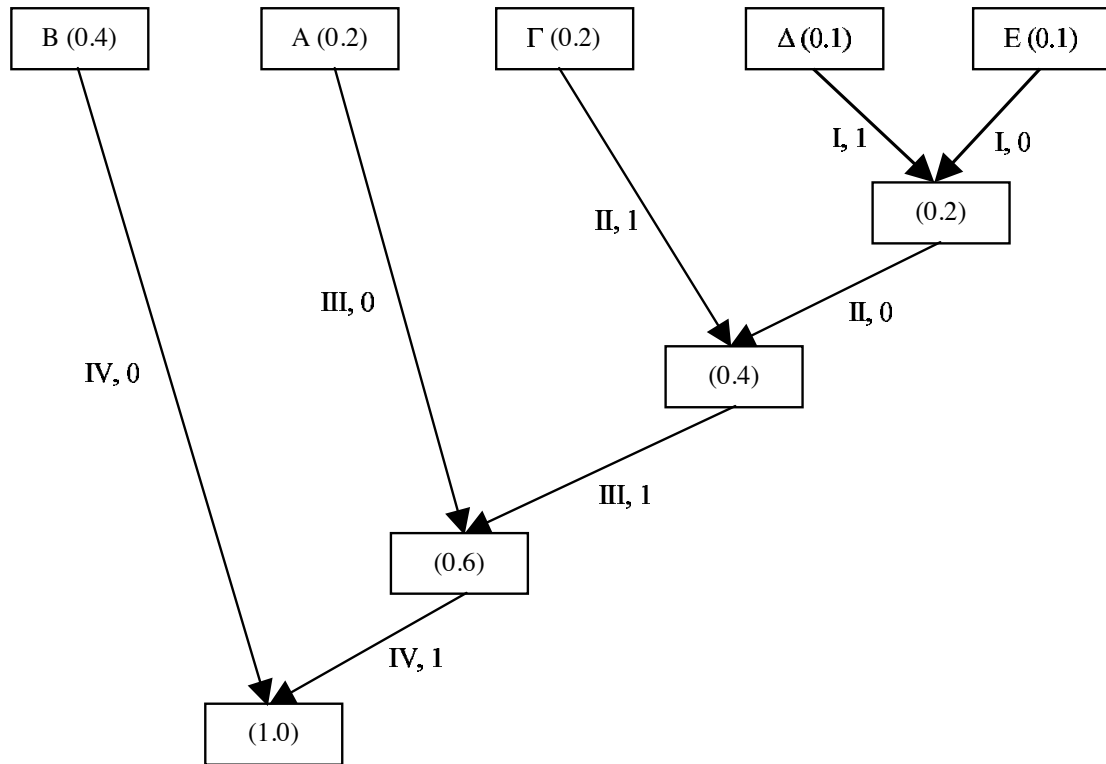 Β (0.4)
Α (0.2)
Γ (0.2)
Δ (0.1)
Ε (0.1)
I, 1
I, 0
(0.2)
II, 1
III, 0
II, 0
IV, 0
(0.4)
III, 1
(0.6)
IV, 1
(1.0)